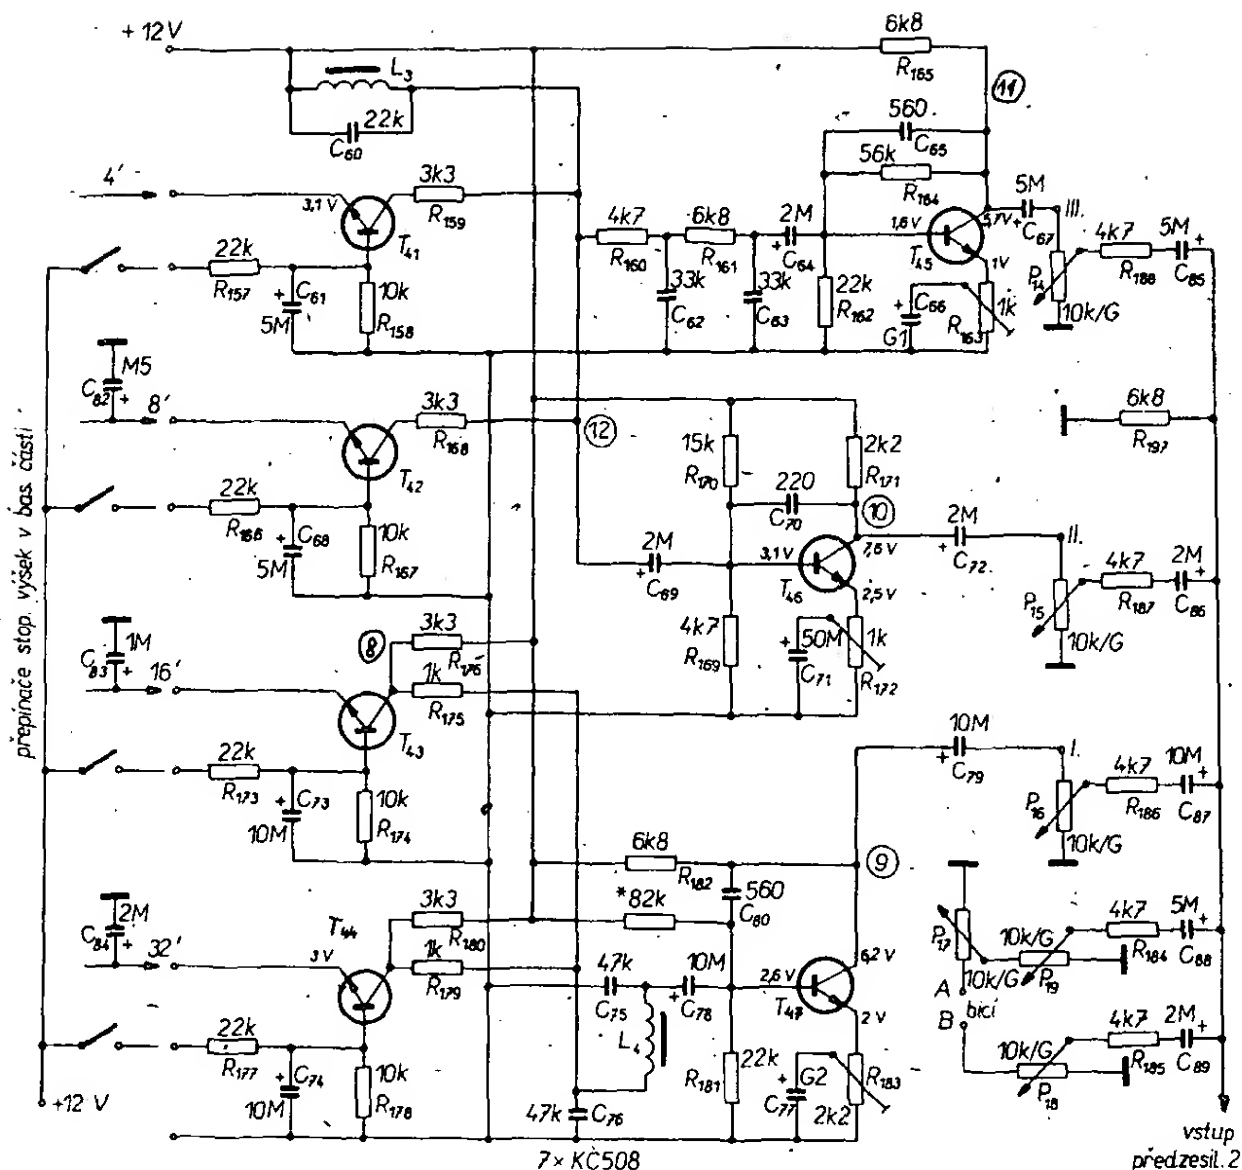 +12V
6k8
R165
L3
22k
C60
11
560
C65
56k
R164
4'
3,1 V
3k3
R159
T41
22k
R157
C61
5M
10k
R158
4k7
R160
6k8
R161
2M
C64
33k
C62
33k
C63
22k
R162
1,6 V
5,7V
T45
1V
C66
G1
1k
R163
5M
C67
III.
P14
10k/G
4k7
R188
5M
C85
M5
C82
8'
3k3
R168
T42
12
22k
R166
C68
5M
10k
R167
15k
R170
2k2
R171
220
C70
10
2M
C69
3,1V
7,6V
T46
2,5V
4k7
R169
50M
C71
1k
R172
2M
C72
II.
P15
10k/G
4k7
R187
2M
C86
6k8
R197
přepínače stop. výšek v bas. části
1M
C83
16'
8
3k3
R176
1k
R175
T43
22k
R173
C73
10M
10k
R174
10M
C79
I.
P16
10k/G
4k7
R186
10M
C87
6k8
R182
9
*82k
560
C80
2M
C84
32'
T44
3 V
3k3
R180
1k
R179
22k
R177
C74
10M
10k
R178
47k
C75
10M
C78
L4
47k
C76
2,6 V
6,2V
T47
2 V
22k
R181
G2
C77
R183
2k2
P17
10k/G
A
bicí
B
10k/G
P19
4k7
R184
5M
C88
10k/G
P18
4k7
R185
2M
C89
+12 V
7× KC508
vstup
předzesil. 2